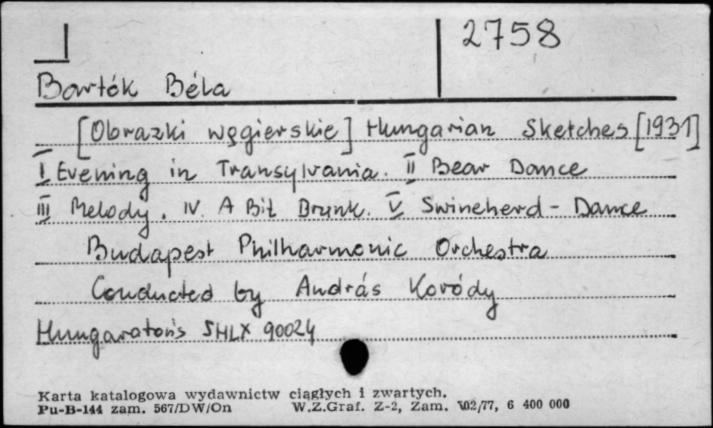 2758
Bartók Béla
[Obrazki węgierskie] Hungarian Sketches [1931]
I Evening in Transylvania. II Bear Dance
III Melody. IV. A Bit Drunk. V Swineherd - Dance
Budapest Philharmonic Orchestra
Conducted by András Koródy
Hungaroton's SHLX 90024
Karta katalogowa wydawnictw ciągłych i zwartych.
Pu-B-144 zam. 567/DW/On W.Z.Graf. Z-2, Zam. 102/77, 6 400 000